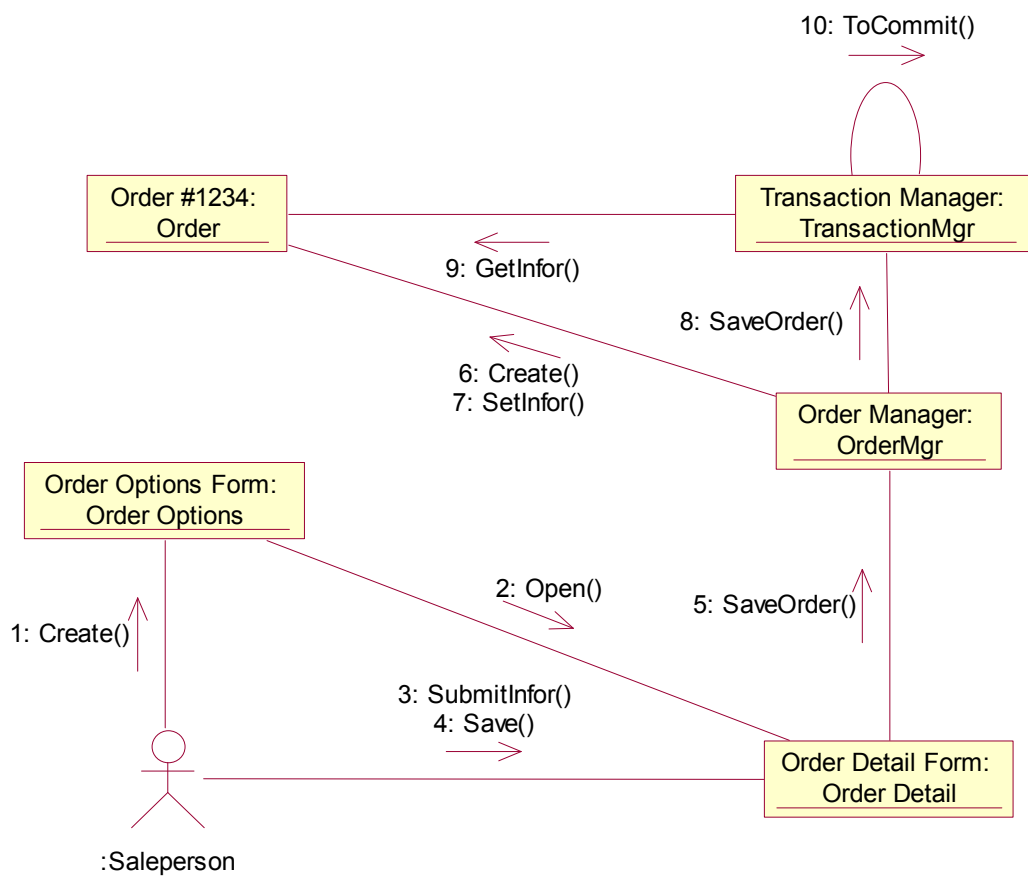 10: ToCommit()
Order #1234:
Order
Transaction Manager:
TransactionMgr
9: GetInfor()
8: SaveOrder()
6: Create()
7: SetInfor()
Order Manager:
OrderMgr
Order Options Form:
Order Options
2: Open()
5: SaveOrder()
1: Create()
3: SubmitInfor()
4: Save()
Order Detail Form:
Order Detail
:Saleperson